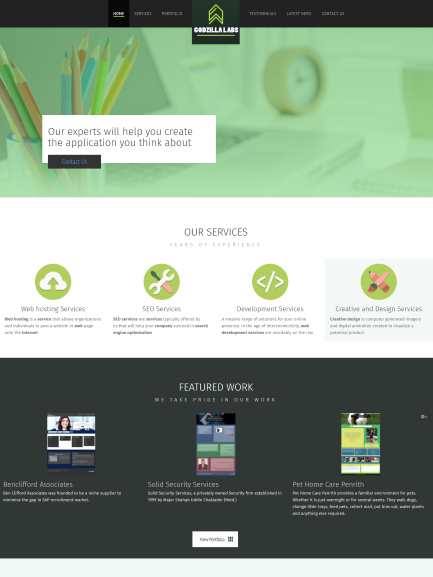 HOME SERVICES PORTFOLIO GODZILLA LABS TESTIMONIALS LATEST NEWS CONTACT US
Our experts will help you create
the application you think about
Contact Us
OUR SERVICES
YEARS OF EXPERIENCE
Web hosting Services
Web hosting is a service that allows organizations
and individuals to post a website or web page
onto the Internet
SEO Services
SEO services are services typically offered by
us that will help your company succeed in search
engine optimization
Development Services
A massive range of solutions for your online
presence. In the age of interconnectivity, web
development services are inevitably on the rise
Creative and Design Services
Creative design is computer generated imagery
and digital animation created to visualize a
potential product
FEATURED WORK
WE TAKE PRIDE IN OUR WORK
Benclifford Associates
Ben Clifford Associates was founded to be a niche supplier to
minimise the gap in SAP recruitment market.
Solid Security Services
Solid Security Services, a privately owned Security firm established in
1999 by Major Shahab Uddin Chakladar (Retd.)
Pet Home Care Penrith
Pet Home Care Penrith provides a familiar environment for pets.
Whether it is just overnight or for several weeks. They walk dogs,
change litter trays, feed pets, collect mail, put bins out, water plants
and anything else required.
View Portfolio